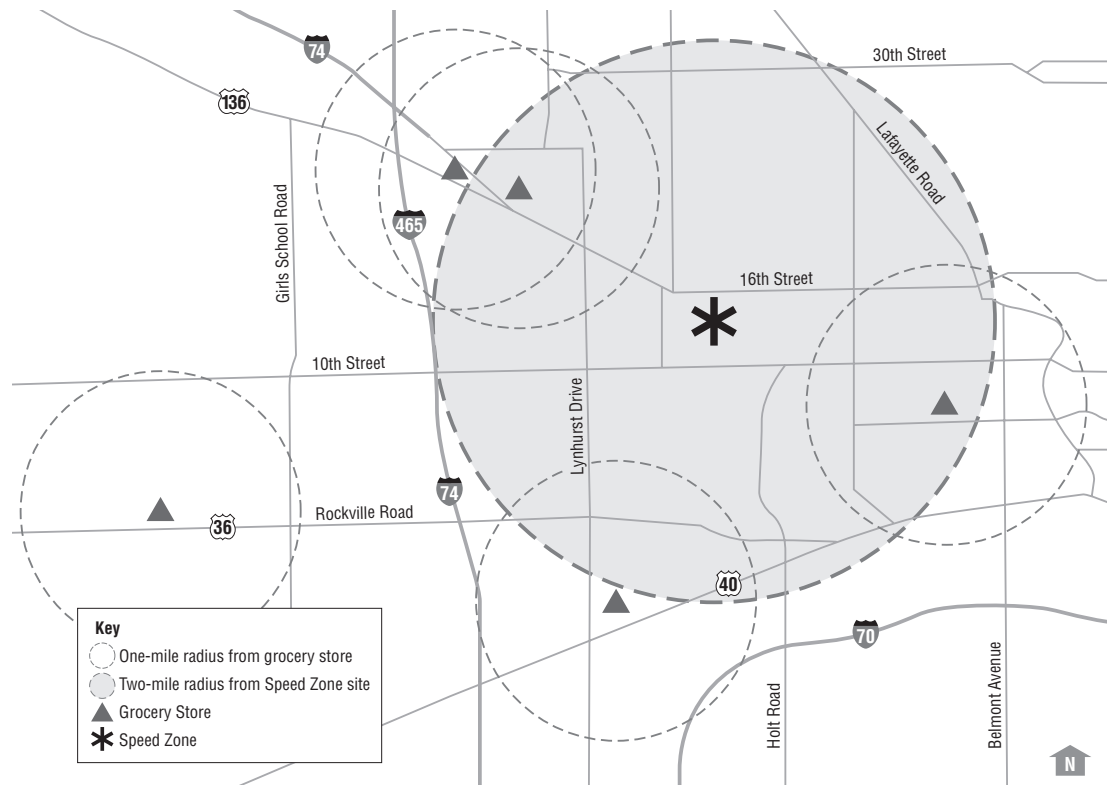 30th Street
74
136
Lafayette Road
Girls School Road
465
16th Street
10th Street
Lynhurst Drive
74
Rockville Road
36
40
70
Key
One-mile radius from grocery store
Two-mile radius from Speed Zone site
Grocery Store
Speed Zone
Holt Road
Belmont Avenue
N